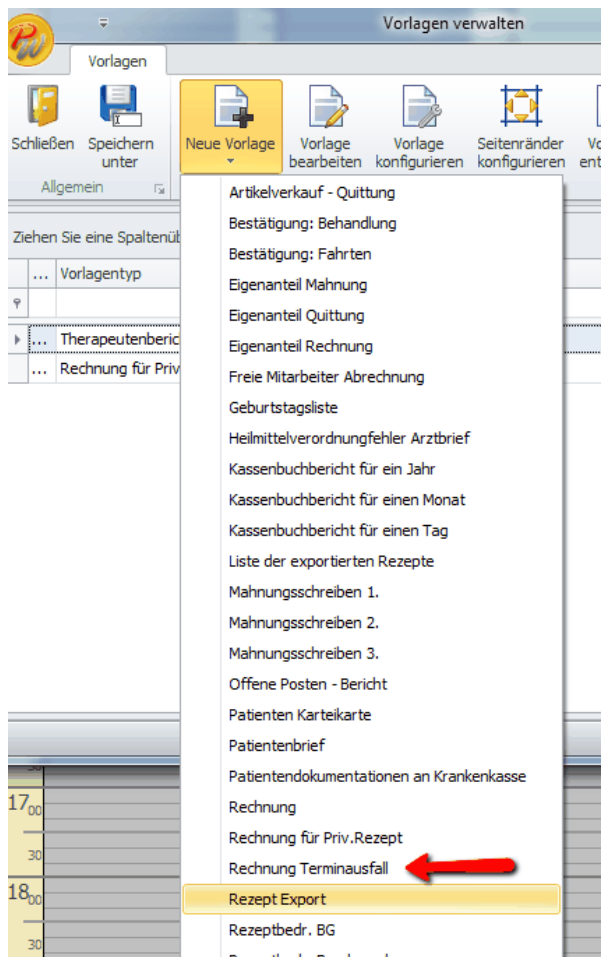 PW
Vorlagen verwalten
Vorlagen
Schließen
Speichern
unter
Neue Vorlage
Vorlage
bearbeiten
Vorlage
konfigurieren
Seitenränder
konfigurieren
Allgemein
Ziehen Sie eine
... Vorlagentyp
...
... Rechnung für
Artikelverkauf - Quittung
Bestätigung: Behandlung
Bestätigung: Fahrten
Eigenanteil Mahnung
Eigenanteil Quittung
Eigenanteil Rechnung
Freie Mitarbeiter Abrechnung
Geburtstagsliste
Heilmittelverordnungfehler Arztbrief
Kassenbuchbericht für ein Jahr
Kassenbuchbericht für einen Monat
Kassenbuchbericht für einen Tag
Liste der exportierten Rezepte
Mahnungsschreiben 1.
Mahnungsschreiben 2.
Mahnungsschreiben 3.
Offene Posten - Bericht
Patienten Karteikarte
Patientenbrief
Patientendokumentationen an Krankenkasse
Rechnung
Rechnung für Priv.Rezept
Rechnung Terminausfall
Rezept Export
Rezeptbedr. BG
17 00
30
18 00
30